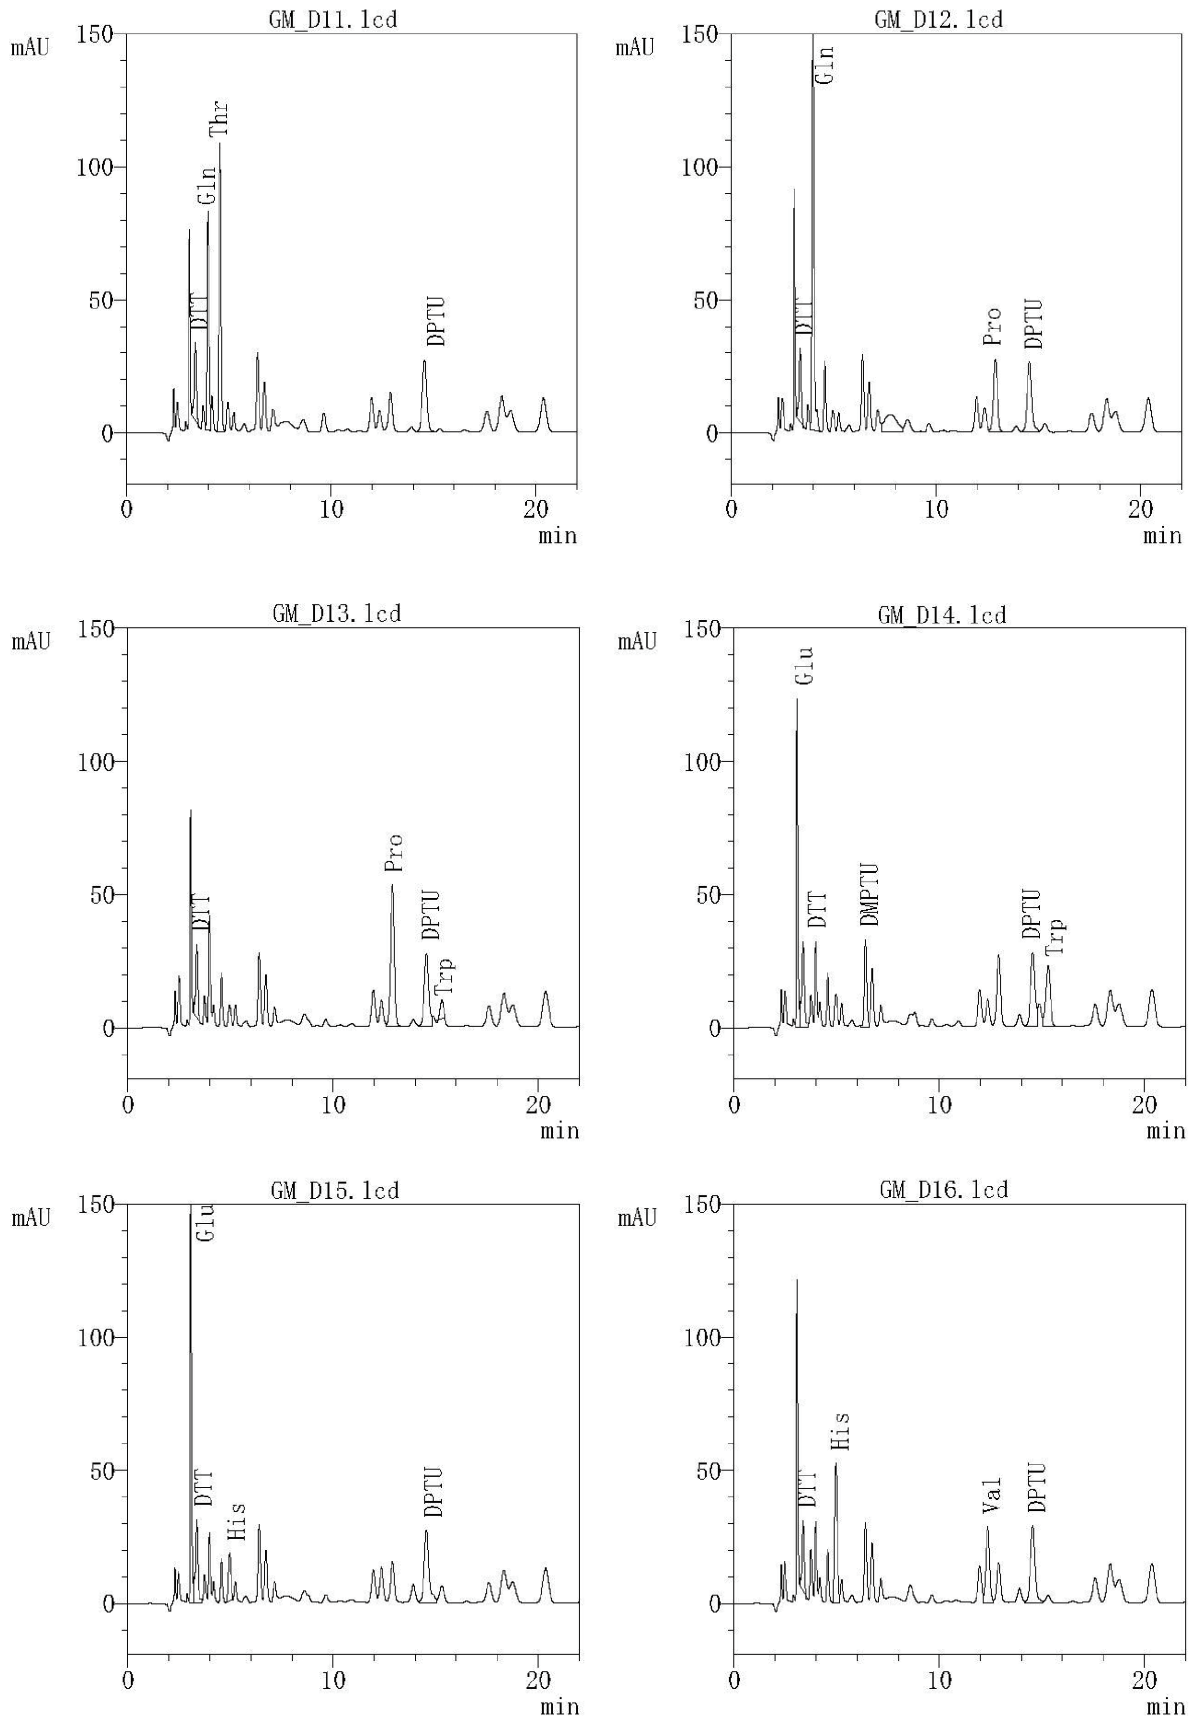 GM_D11.lcd
mAU
150
100
50
0
DTT
Gln
Thr
DPTU
0
10
20
min
GM_D12.lcd
mAU
150
100
50
0
DTT
Gln
Pro
DPTU
0
10
20
min
GM_D13.lcd
mAU
150
100
50
0
DTT
Pro
DPTU
Trp
0
10
20
min
GM_D14.lcd
mAU
150
100
50
0
Glu
DTT
DMPTU
DPTU
Trp
0
10
20
min
GM_D15.lcd
mAU
150
100
50
0
Glu
DTT
His
DPTU
0
10
20
min
GM_D16.lcd
mAU
150
100
50
0
DTT
His
Val
DPTU
0
10
20
min